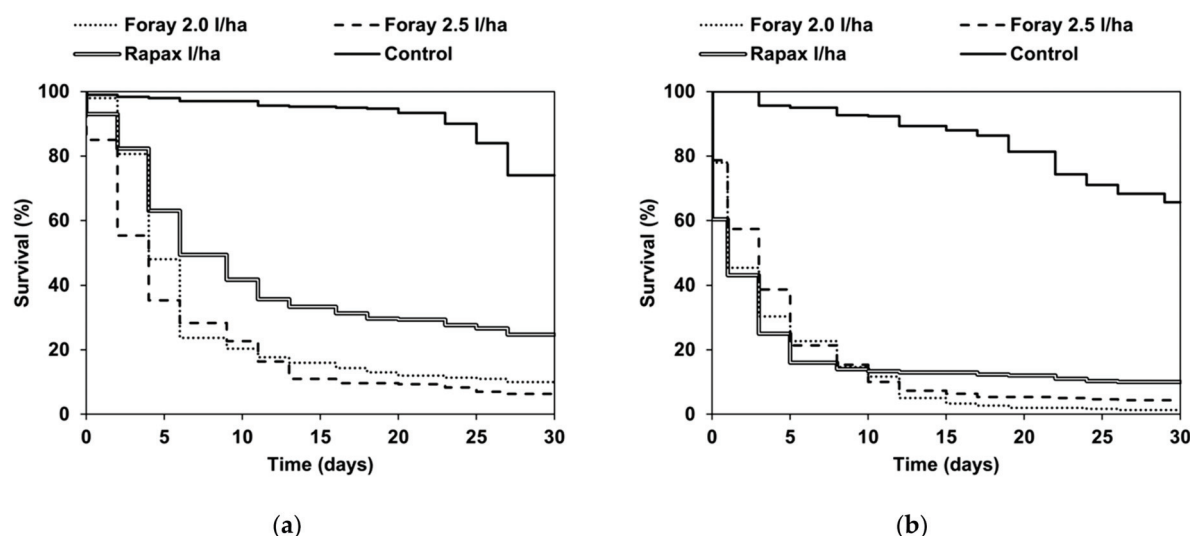 Foray 2.0 l/ha Foray 2.5 l/ha
Rapax l/ha Control
100
80
60
40
20
0
Survival (%)
0 5 10 15 20 25 30
Time (days)
(a)
Foray 2.0 l/ha Foray 2.5 l/ha
Rapax l/ha Control
100
80
60
40
20
0
Survival (%)
0 5 10 15 20 25 30
Time (days)
(b)